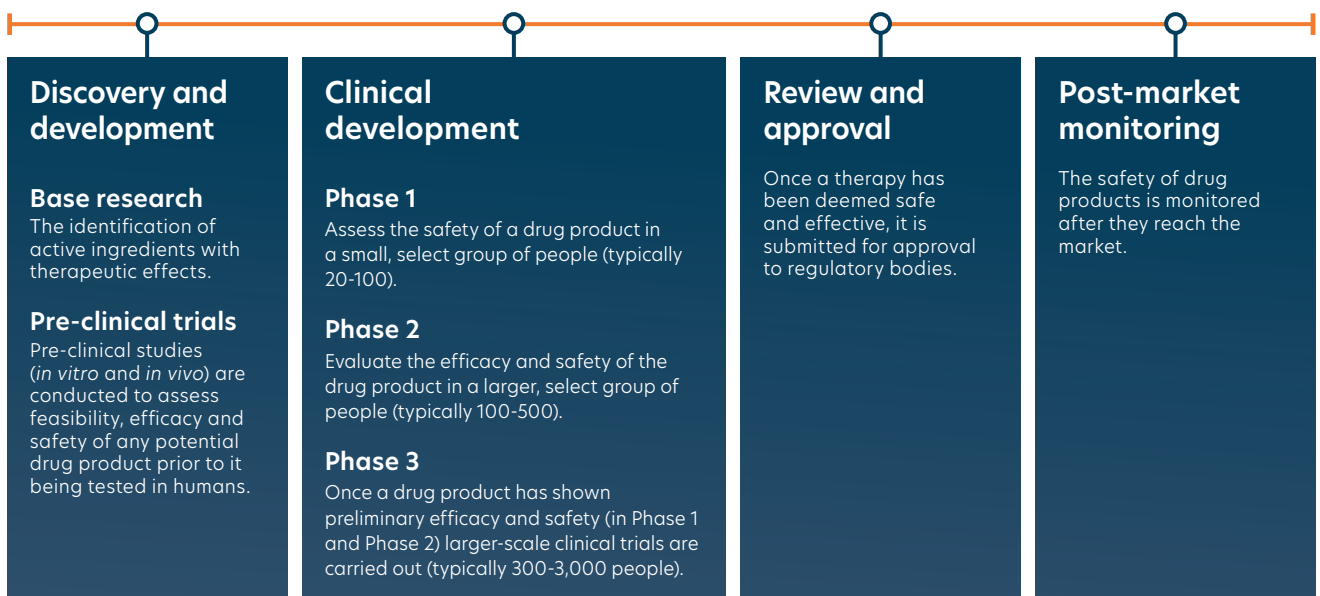 Discovery and
development
Base research
The identification of
active ingredients with
therapeutic effects.
Pre-clinical trials
Pre-clinical studies
(in vitro and in vivo) are
conducted to assess
feasibility, efficacy and
safety of any potential
drug product prior to it
being tested in humans.
Clinical
development
Phase 1
Assess the safety of a drug product in
a small, select group of people (typically
20-100).
Phase 2
Evaluate the efficacy and safety of the
drug product in a larger, select group of
people (typically 100-500).
Phase 3
Once a drug product has shown
preliminary efficacy and safety (in Phase 1
and Phase 2) larger-scale clinical trials are
carried out (typically 300-3,000 people).
Review and
approval
Once a therapy has
been deemed safe
and effective, it is
submitted for approval
to regulatory bodies.
Post-market
monitoring
The safety of drug
products is monitored
after they reach the
market.